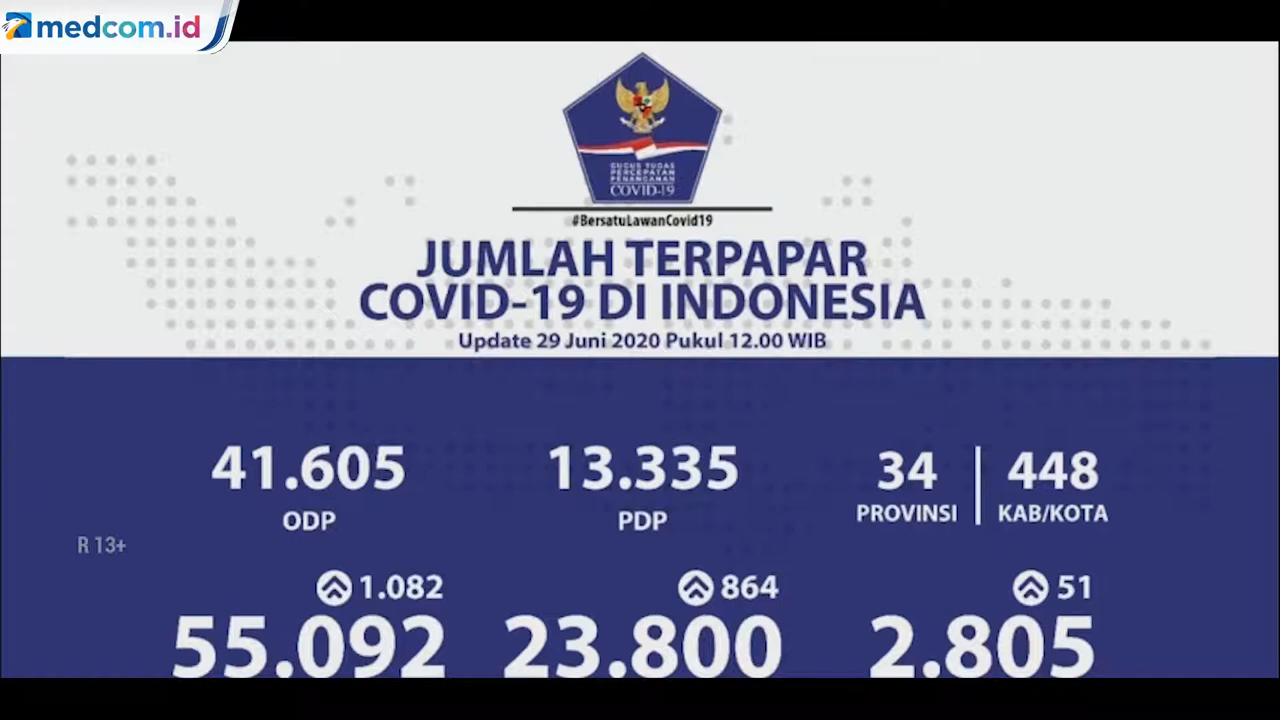 medcom.id
GUGUS TUGAS
PERCEPATAN
PENANGANAN
COVID-19
#BersatuLawanCovid19
JUMLAH TERPAPAR
COVID-19 DI INDONESIA
Update 29 Juni 2020 Pukul 12.00 WIB
41.605
ODP
13.335
PDP
34
PROVINSI
448
KAB/KOTA
R 13+
1.082
55.092
864
23.800
51
2.805